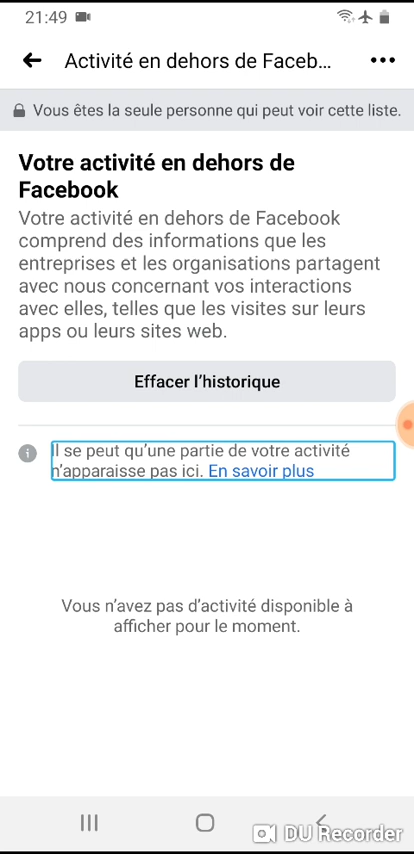 21:49
Activité en dehors de Faceb...
Vous êtes la seule personne qui peut voir cette liste.
Votre activité en dehors de
Facebook
Votre activité en dehors de Facebook
comprend des informations que les
entreprises et les organisations partagent
avec nous concernant vos interactions
avec elles, telles que les visites sur leurs
apps ou leurs sites web.
Effacer l’historique
Il se peut qu’une partie de votre activité
n’apparaisse pas ici. En savoir plus
Vous n’avez pas d’activité disponible à
afficher pour le moment.
DU Recorder